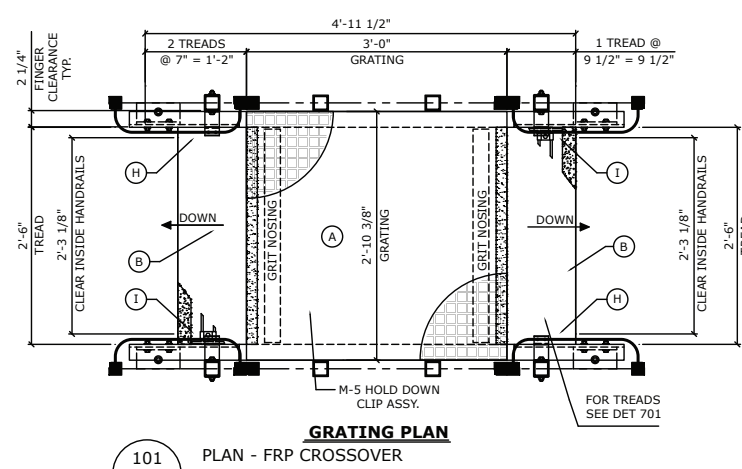 4'-11 1/2"
2 TREADS
@ 7" = 1'-2"
3'-0"
GRATING
1 TREAD @
9 1/2" = 9 1/2"
2 1/4"
FINGER
CLEARANCE
TYP.
H
I
2'-6"
TREAD
2'-3 1/8"
CLEAR INSIDE HANDRAILS
DOWN
B
I
GRIT NOSING
A
2'-10 3/8"
GRATING
GRIT NOSING
DOWN
B
H
2'-3 1/8"
CLEAR INSIDE HANDRAILS
2'-6"
M-5 HOLD DOWN
CLIP ASSY.
FOR TREADS
SEE DET 701
GRATING PLAN
101
PLAN - FRP CROSSOVER